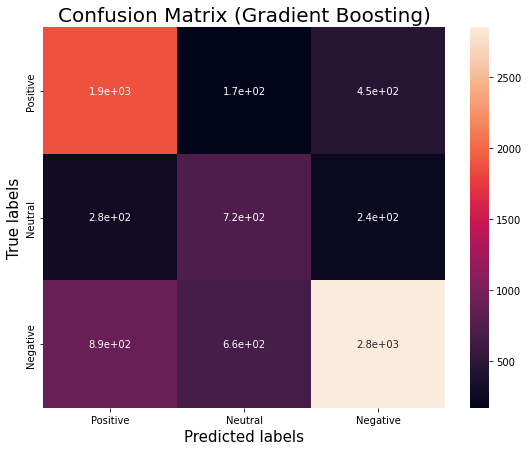 Confusion Matrix (Gradient Boosting)
True labels
Positive
1.9e+03 1.7e+02 4.5e+02
Neutral
2.8e+02 7.2e+02 2.4e+02
Negative
8.9e+02 6.6e+02 2.8e+03
Positive Neutral Negative
Predicted labels
2500
2000
1500
1000
500